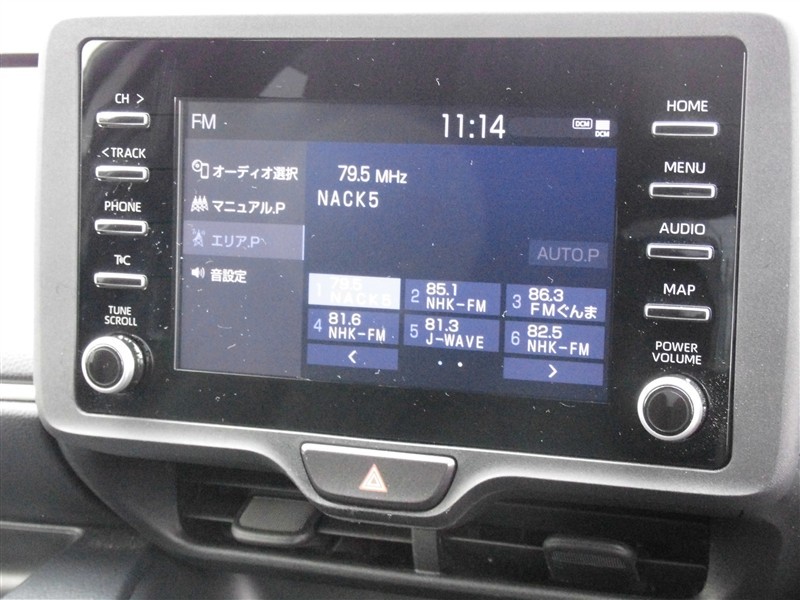 CH >
< TRACK
PHONE
T・C
TUNE
SCROLL
FM
11:14
DCM
DCM
オーディオ選択
マニュアル.P
エリア.P
音設定
79.5 MHz
NACK5
AUTO.P
1 79.5
NACK5
2 85.1
NHK-FM
3 86.3
FMぐんま
4 81.6
NHK-FM
5 81.3
J-WAVE
6 82.5
NHK-FM
<
>
HOME
MENU
AUDIO
MAP
POWER
VOLUME